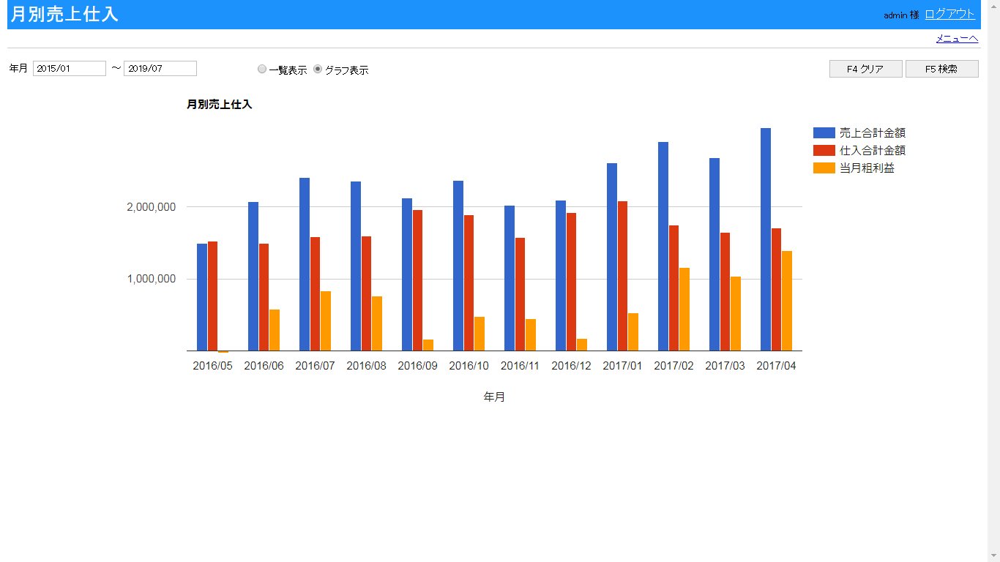 月別売上仕入
admin 様 ログアウト
メニューへ
年月 2015/01 ～ 2019/07 一覧表示 グラフ表示 F4 クリア F5 検索
月別売上仕入
売上合計金額
仕入合計金額
当月粗利益
2,000,000
1,000,000
2016/05 2016/06 2016/07 2016/08 2016/09 2016/10 2016/11 2016/12 2017/01 2017/02 2017/03 2017/04
年月